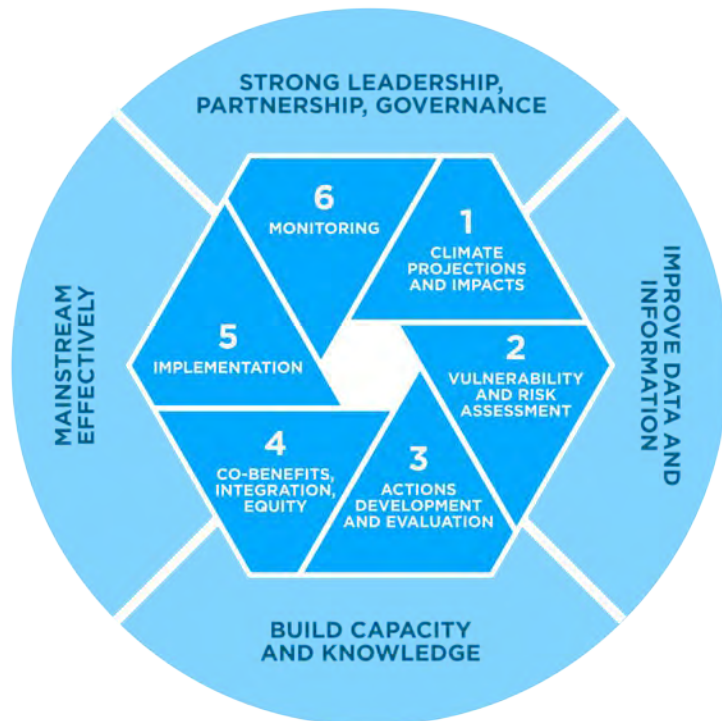 STRONG LEADERSHIP,
PARTNERSHIP, GOVERNANCE
6
MONITORING
1
CLIMATE
PROJECTIONS
AND IMPACTS
IMPROVE DATA AND
INFORMATION
2
VULNERABILITY
AND RISK
ASSESSMENT
3
ACTIONS
DEVELOPMENT
AND EVALUATION
4
CO-BENEFITS,
INTEGRATION,
EQUITY
5
IMPLEMENTATION
MAINSTREAM
EFFECTIVELY
BUILD CAPACITY
AND KNOWLEDGE